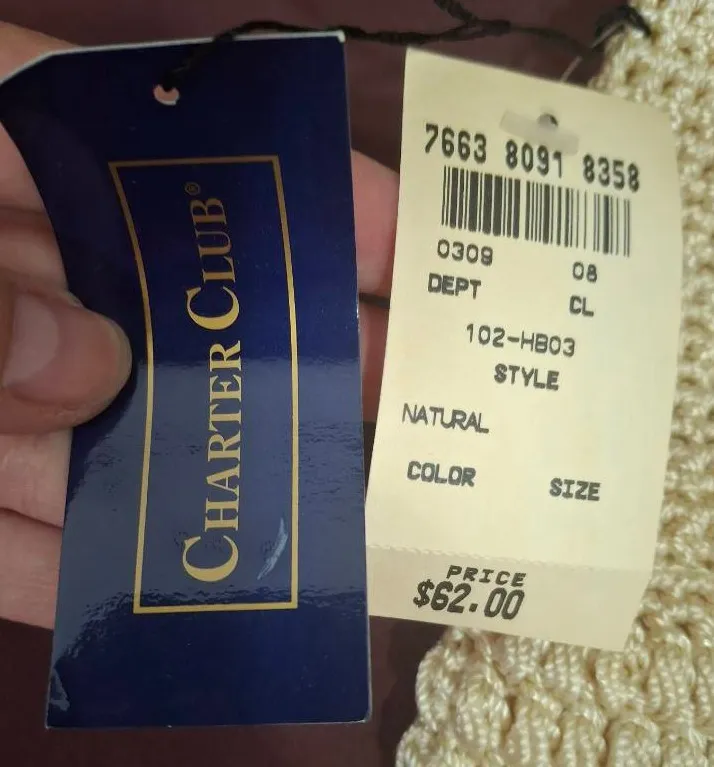 CHARTER CLUB®
7663 8091 8358
0309 08
DEPT CL
102-HB03
STYLE
NATURAL
COLOR SIZE
PRICE
$62.00